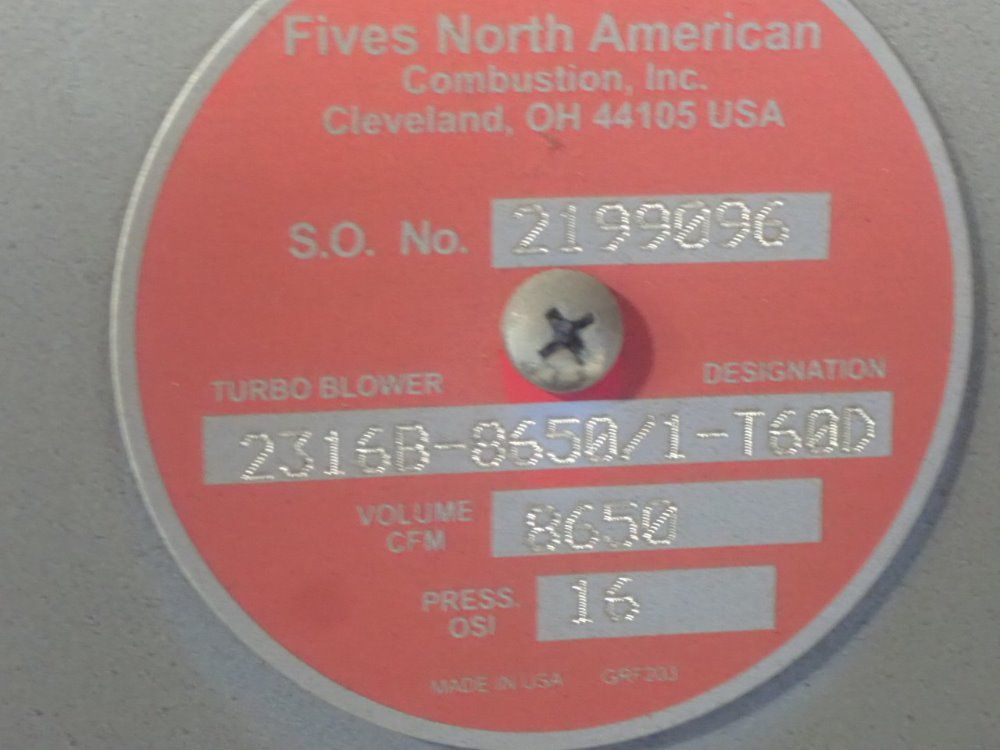 Fives North American
Combustion, Inc.
Cleveland, OH 44105 USA
S.O. No. 2199096
TURBO BLOWER DESIGNATION
2316B-8650/1-T60D
VOLUME
CFM 8650
PRESS.
OSI 16
MADE IN USA GRF203